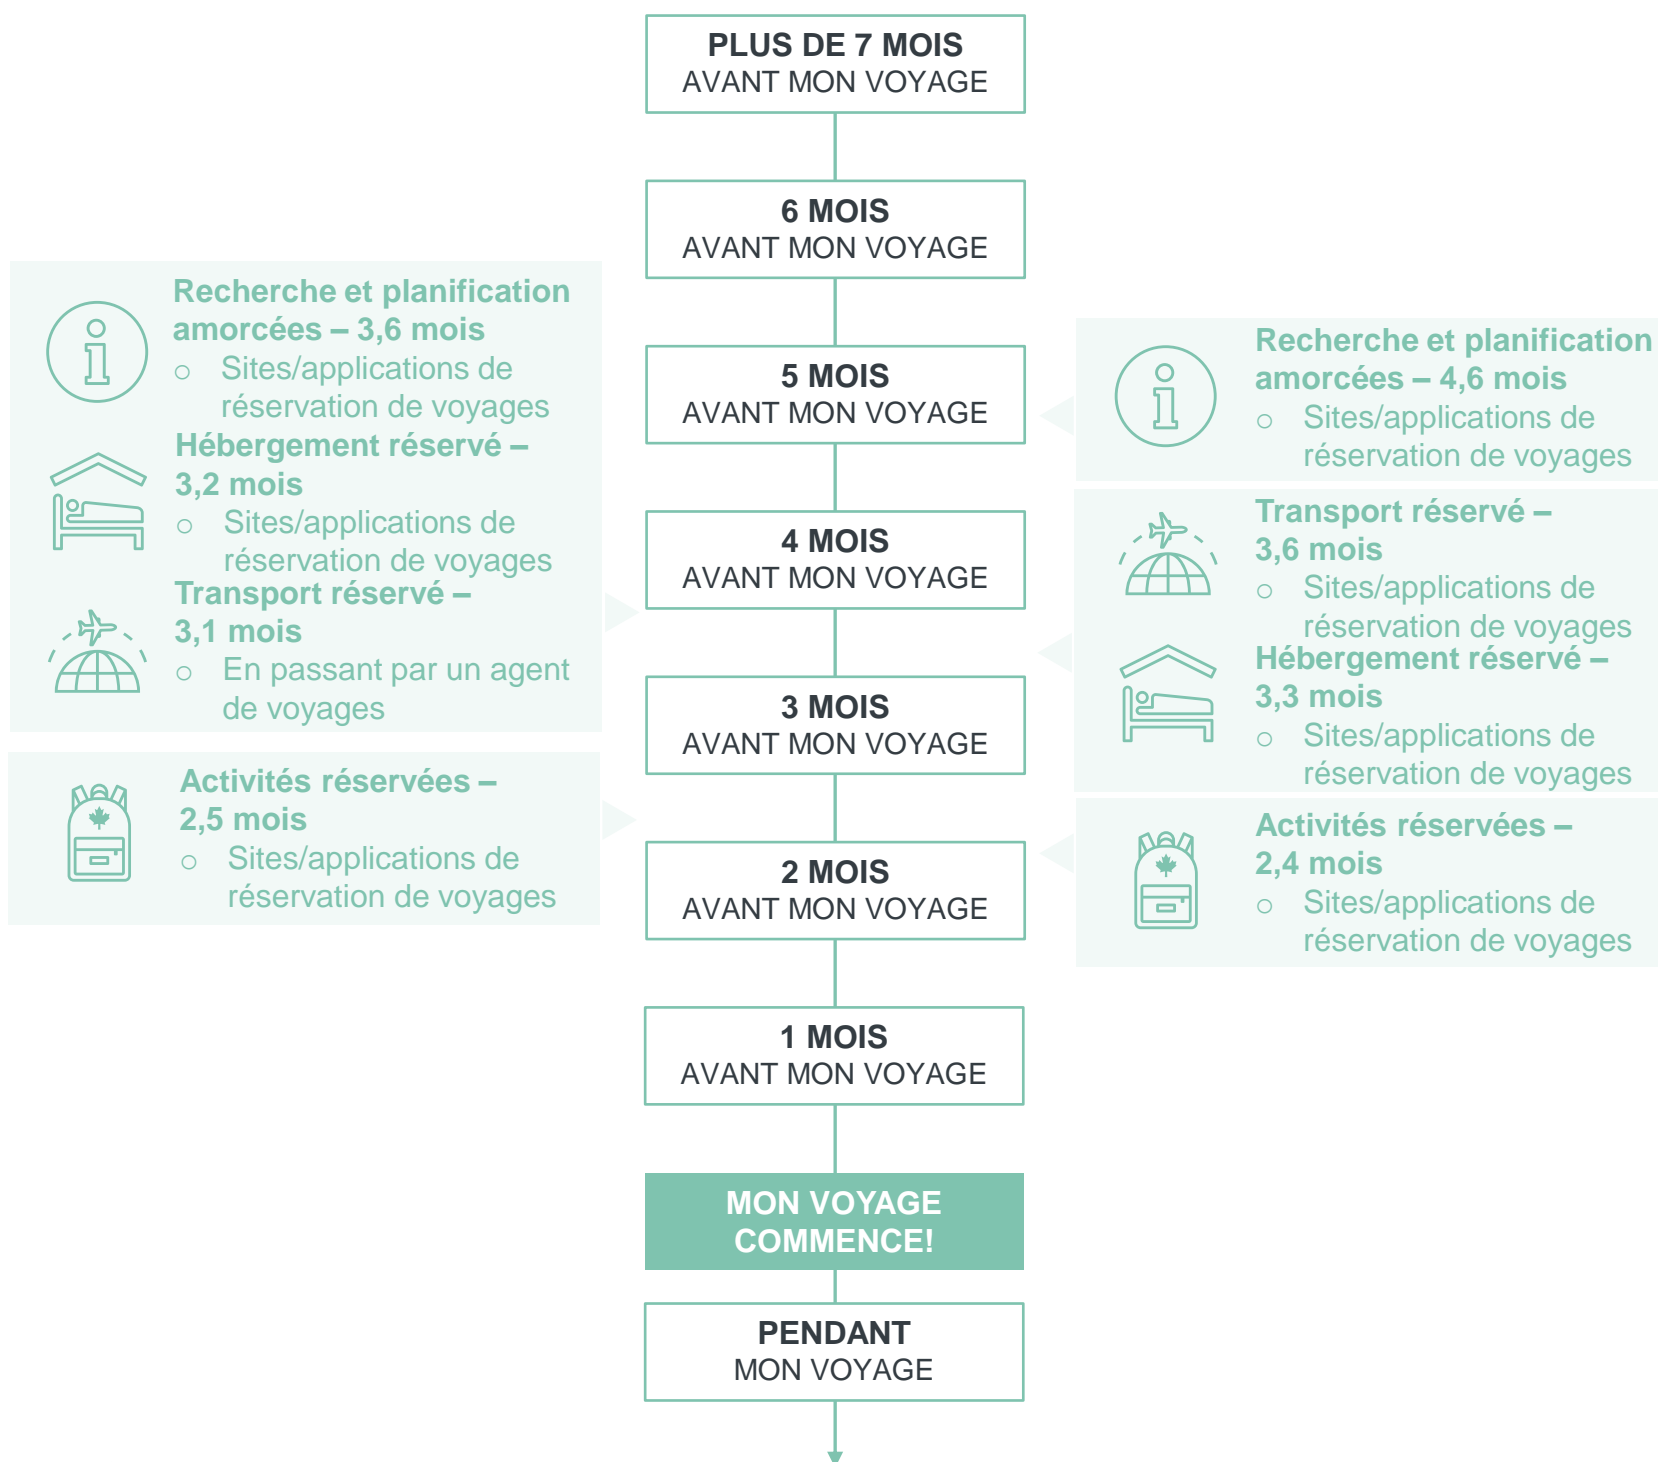 PLUS DE 7 MOIS
AVANT MON VOYAGE
6 MOIS
AVANT MON VOYAGE
5 MOIS
AVANT MON VOYAGE
4 MOIS
AVANT MON VOYAGE
3 MOIS
AVANT MON VOYAGE
2 MOIS
AVANT MON VOYAGE
1 MOIS
AVANT MON VOYAGE
MON VOYAGE
COMMENCE!
PENDANT
MON VOYAGE
Recherche et planification
amorcées – 3,6 mois
○ Sites/applications de
réservation de voyages
Hébergement réservé –
3,2 mois
○ Sites/applications de
réservation de voyages
Transport réservé –
3,1 mois
○ En passant par un agent
de voyages
Activités réservées –
2,5 mois
○ Sites/applications de
réservation de voyages
Recherche et planification
amorcées – 4,6 mois
○ Sites/applications de
réservation de voyages
Transport réservé –
3,6 mois
○ Sites/applications de
réservation de voyages
Hébergement réservé –
3,3 mois
○ Sites/applications de
réservation de voyages
Activités réservées –
2,4 mois
○ Sites/applications de
réservation de voyages